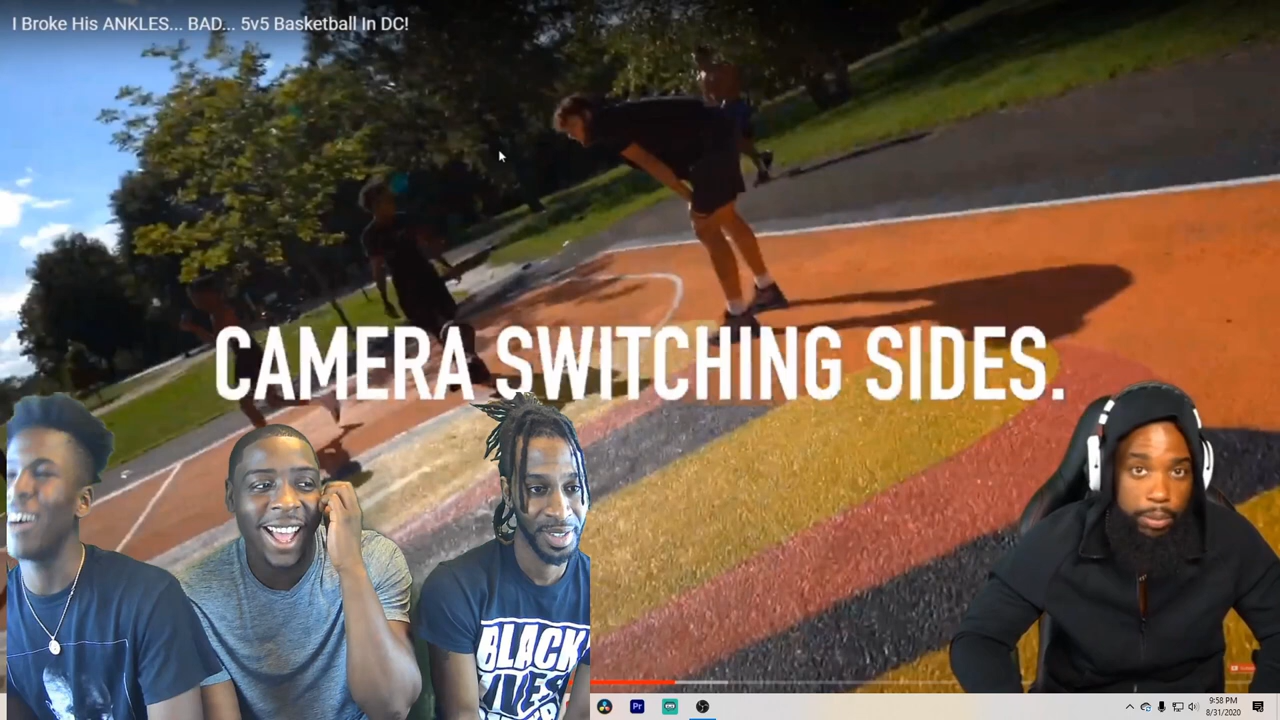 I Broke His ANKLES... BAD... 5v5 Basketball In DC!
CAMERA SWITCHING SIDES.
BLACK
LIVES
Pr
9:58 PM
8/31/2020